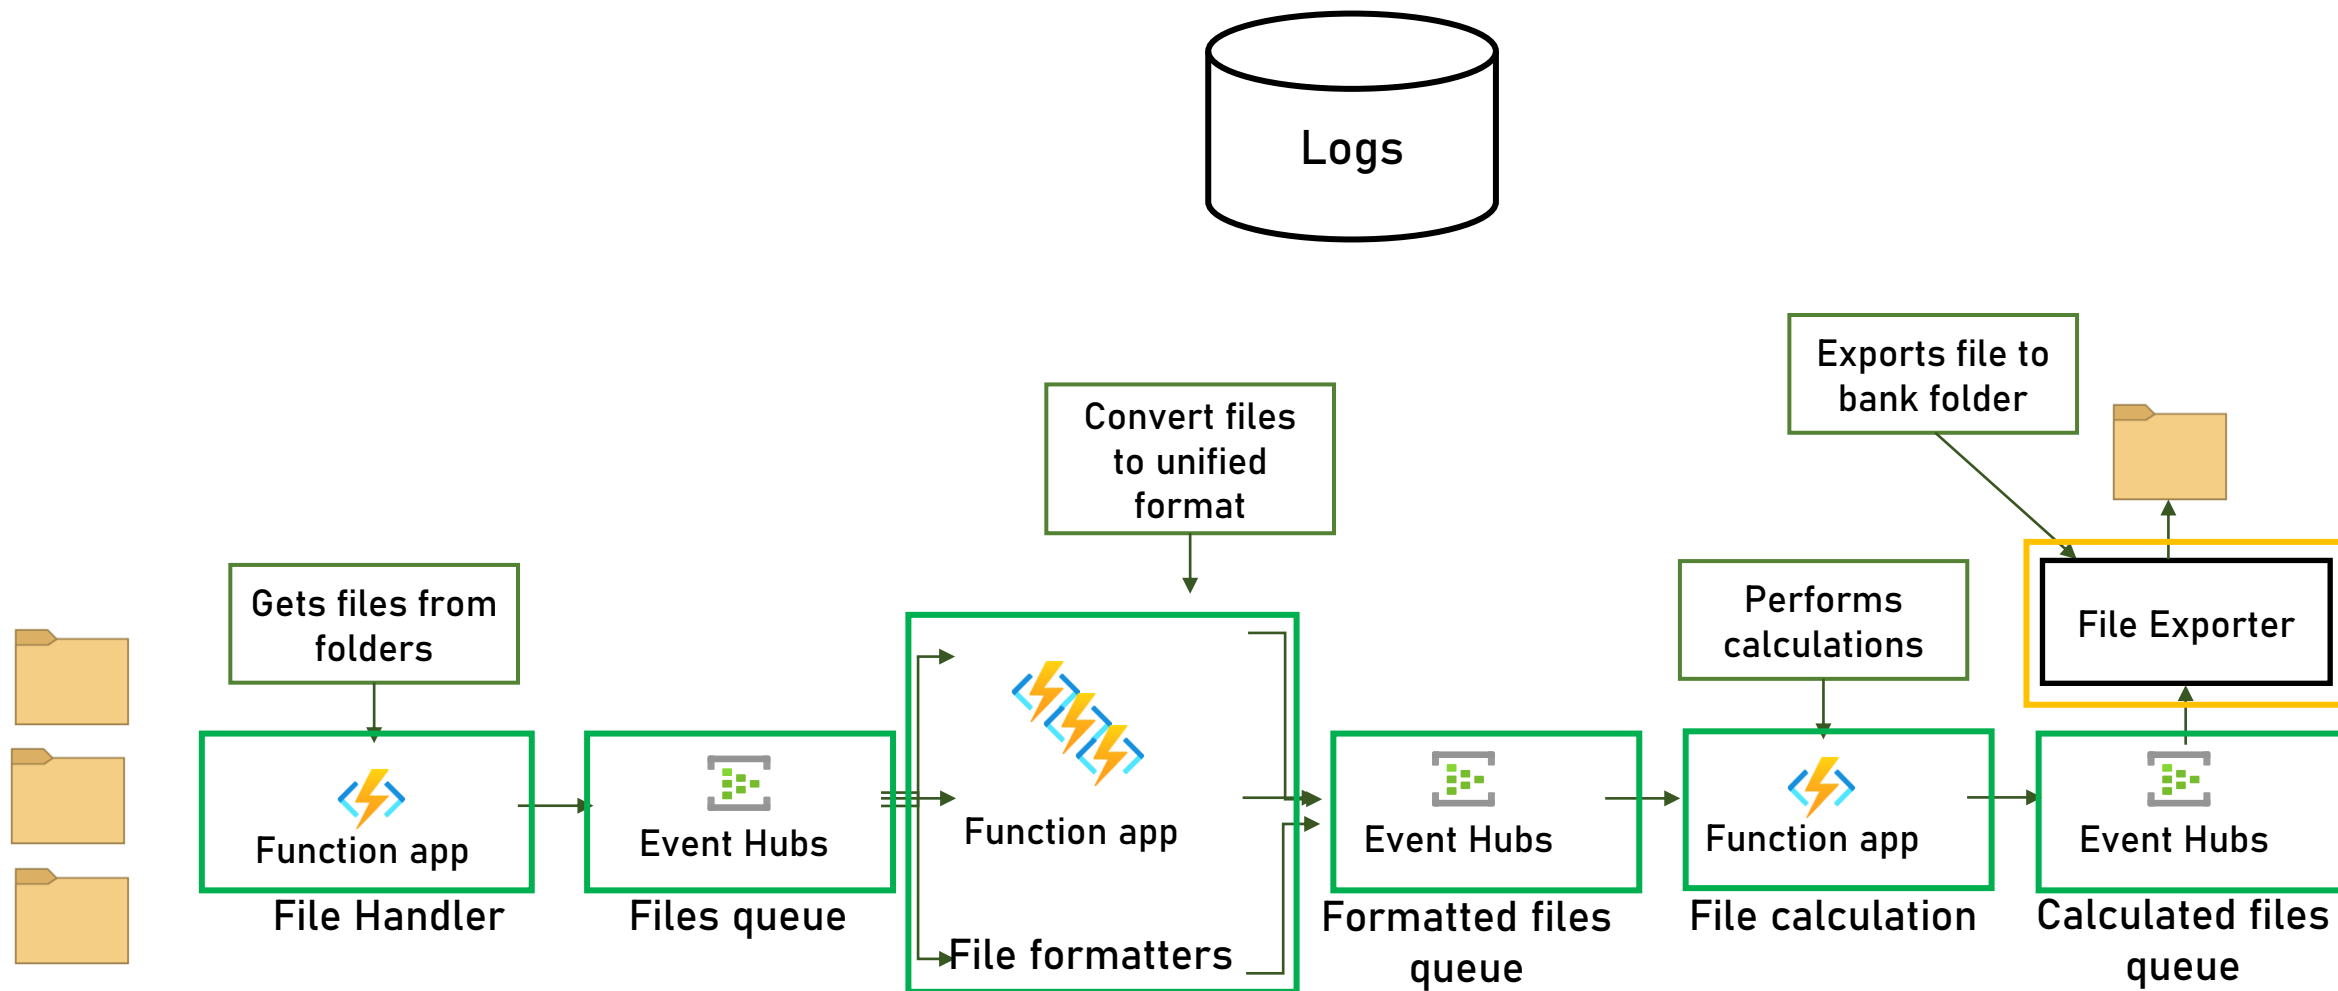 Logs
Exports file to
bank folder
Convert files
to unified
format
Gets files from
folders
Performs
calculations
File Exporter
Function app
Event Hubs
Function app
Event Hubs
Function app
Event Hubs
File Handler
Files queue
File formatters
Formatted files
queue
File calculation
Calculated files
queue